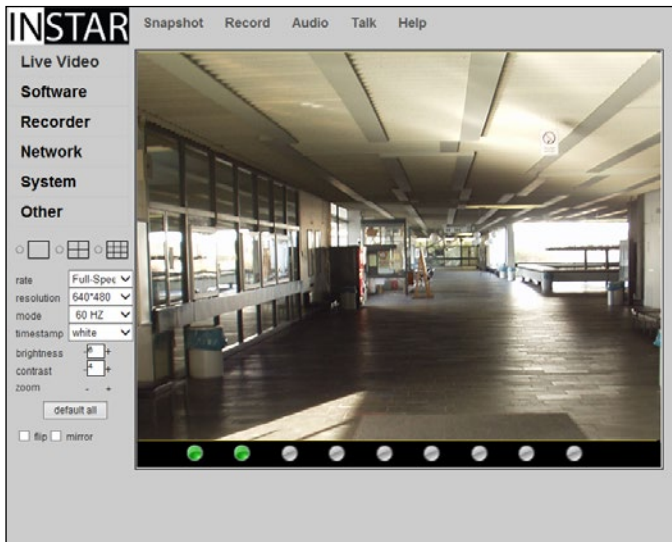 INSTAR
Snapshot Record Audio Talk Help
Live Video
Software
Recorder
Network
System
Other
rate Full-Spee
resolution 640*480
mode 60 HZ
timestamp white
brightness - 6 +
contrast - 4 +
zoom - +
default all
flip mirror